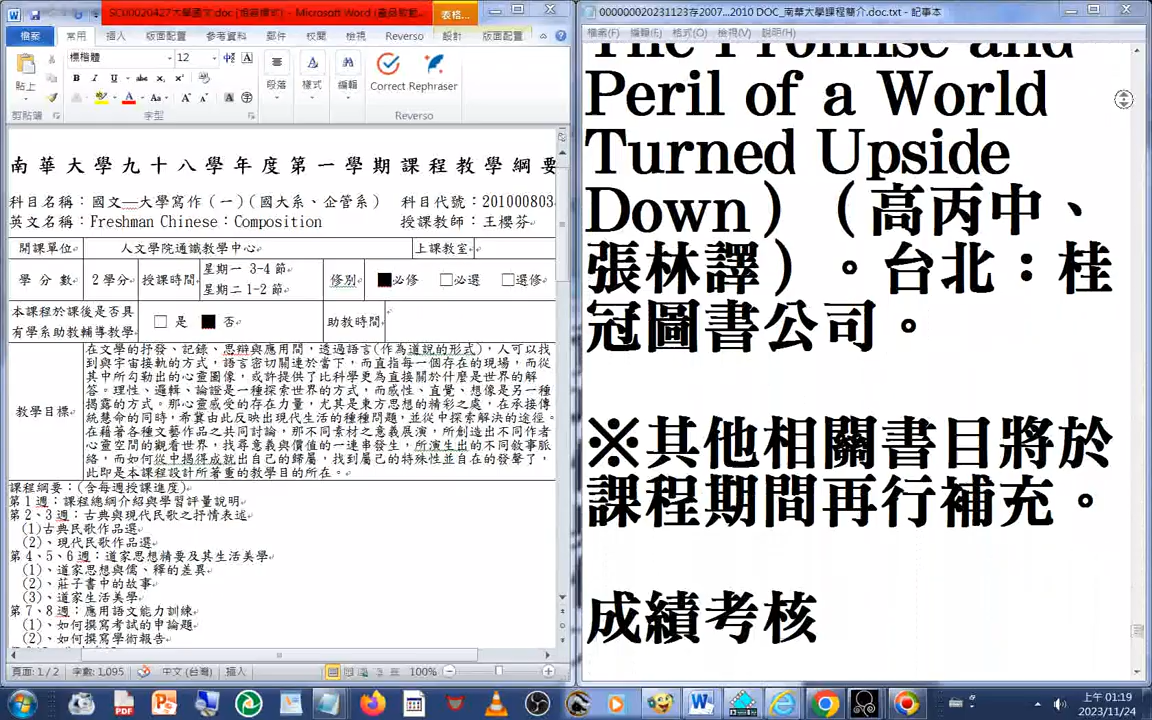 SC00020427大學國文.doc [相容模式] - Microsoft Word (產品啟動...
表格...
檔案 常用 插入 版面配置 參考資料 郵件 校閱 檢視 Reverso 設計 版面配置
標楷體 12
貼上
段落 樣式 編輯 Correct Rephraser
剪貼簿 字型 Reverso
南華大學九十八學年度第一學期課程教學綱要
科目名稱：國文—大學寫作（一）(國大系、企管系) 科目代號：201000803
英文名稱：Freshman Chinese：Composition 授課教師：王櫻芬
開課單位 人文學院通識教學中心 上課教室
學 分 數 2學分 授課時間 星期一 3-4節 修別 ■必修 □必選 □選修
星期二1-2節
本課程於課後是否具 □ 是 ■ 否 助教時間
有學系助教輔導教學
教學目標
在文學的抒發、記錄、思辯與應用間，透過語言(作為道說的形式)，人可以找
到與宇宙接軌的方式，語言密切關連於當下，而直指每一個存在的現場，而從
其中所勾勒出的心靈圖像，或許提供了比科學更為直接關於什麼是世界的解
答。理性、邏輯、論證是一種探索世界的方式，而感性、直覺、想像是另一種
揭露的方式。那心靈感受的存在力量，尤其是東方思想的精彩之處，在承接傳
統慧命的同時，希冀由此反映出現代生活的種種問題，並從中探索解決的途徑。
在藉著各種文藝作品之共同討論，那不同素材之意義展演，所創造出不同作者
心靈空間的觀看世界，找尋意義與價值的一連串發生，所演生出的不同敘事脈
絡，而如何從中揭得成就出自己的歸屬，找到屬己的特殊性並自在的發聲了，
此即是本課程設計所著重的教學目的所在。
課程綱要：(含每週授課進度)
第1週：課程總綱介紹與學習評量說明
第2、3週：古典與現代民歌之抒情表述
(1)古典民歌作品選
(2)、現代民歌作品選
第4、5、6週：道家思想精要及其生活美學
(1)、道家思想與儒、釋的差異
(2)、莊子書中的故事
(3)、道家生活美學
第7、8週：應用語文能力訓練
(1)、如何撰寫考試的申論題
(2)、如何撰寫學術報告
頁面: 1/2 字數: 1,095 中文 (台灣) 插入 100%
000000020231123存2007...2010 DOC_南華大學課程簡介.doc.txt - 記事本
檔案(F) 編輯(E) 格式(O) 檢視(V) 說明(H)
The Promise and
Peril of a World
Turned Upside
Down）（高丙中、
張林譯）。台北：桂
冠圖書公司。
※其他相關書目將於
課程期間再行補充。
成績考核
上午 01:19
2023/11/24